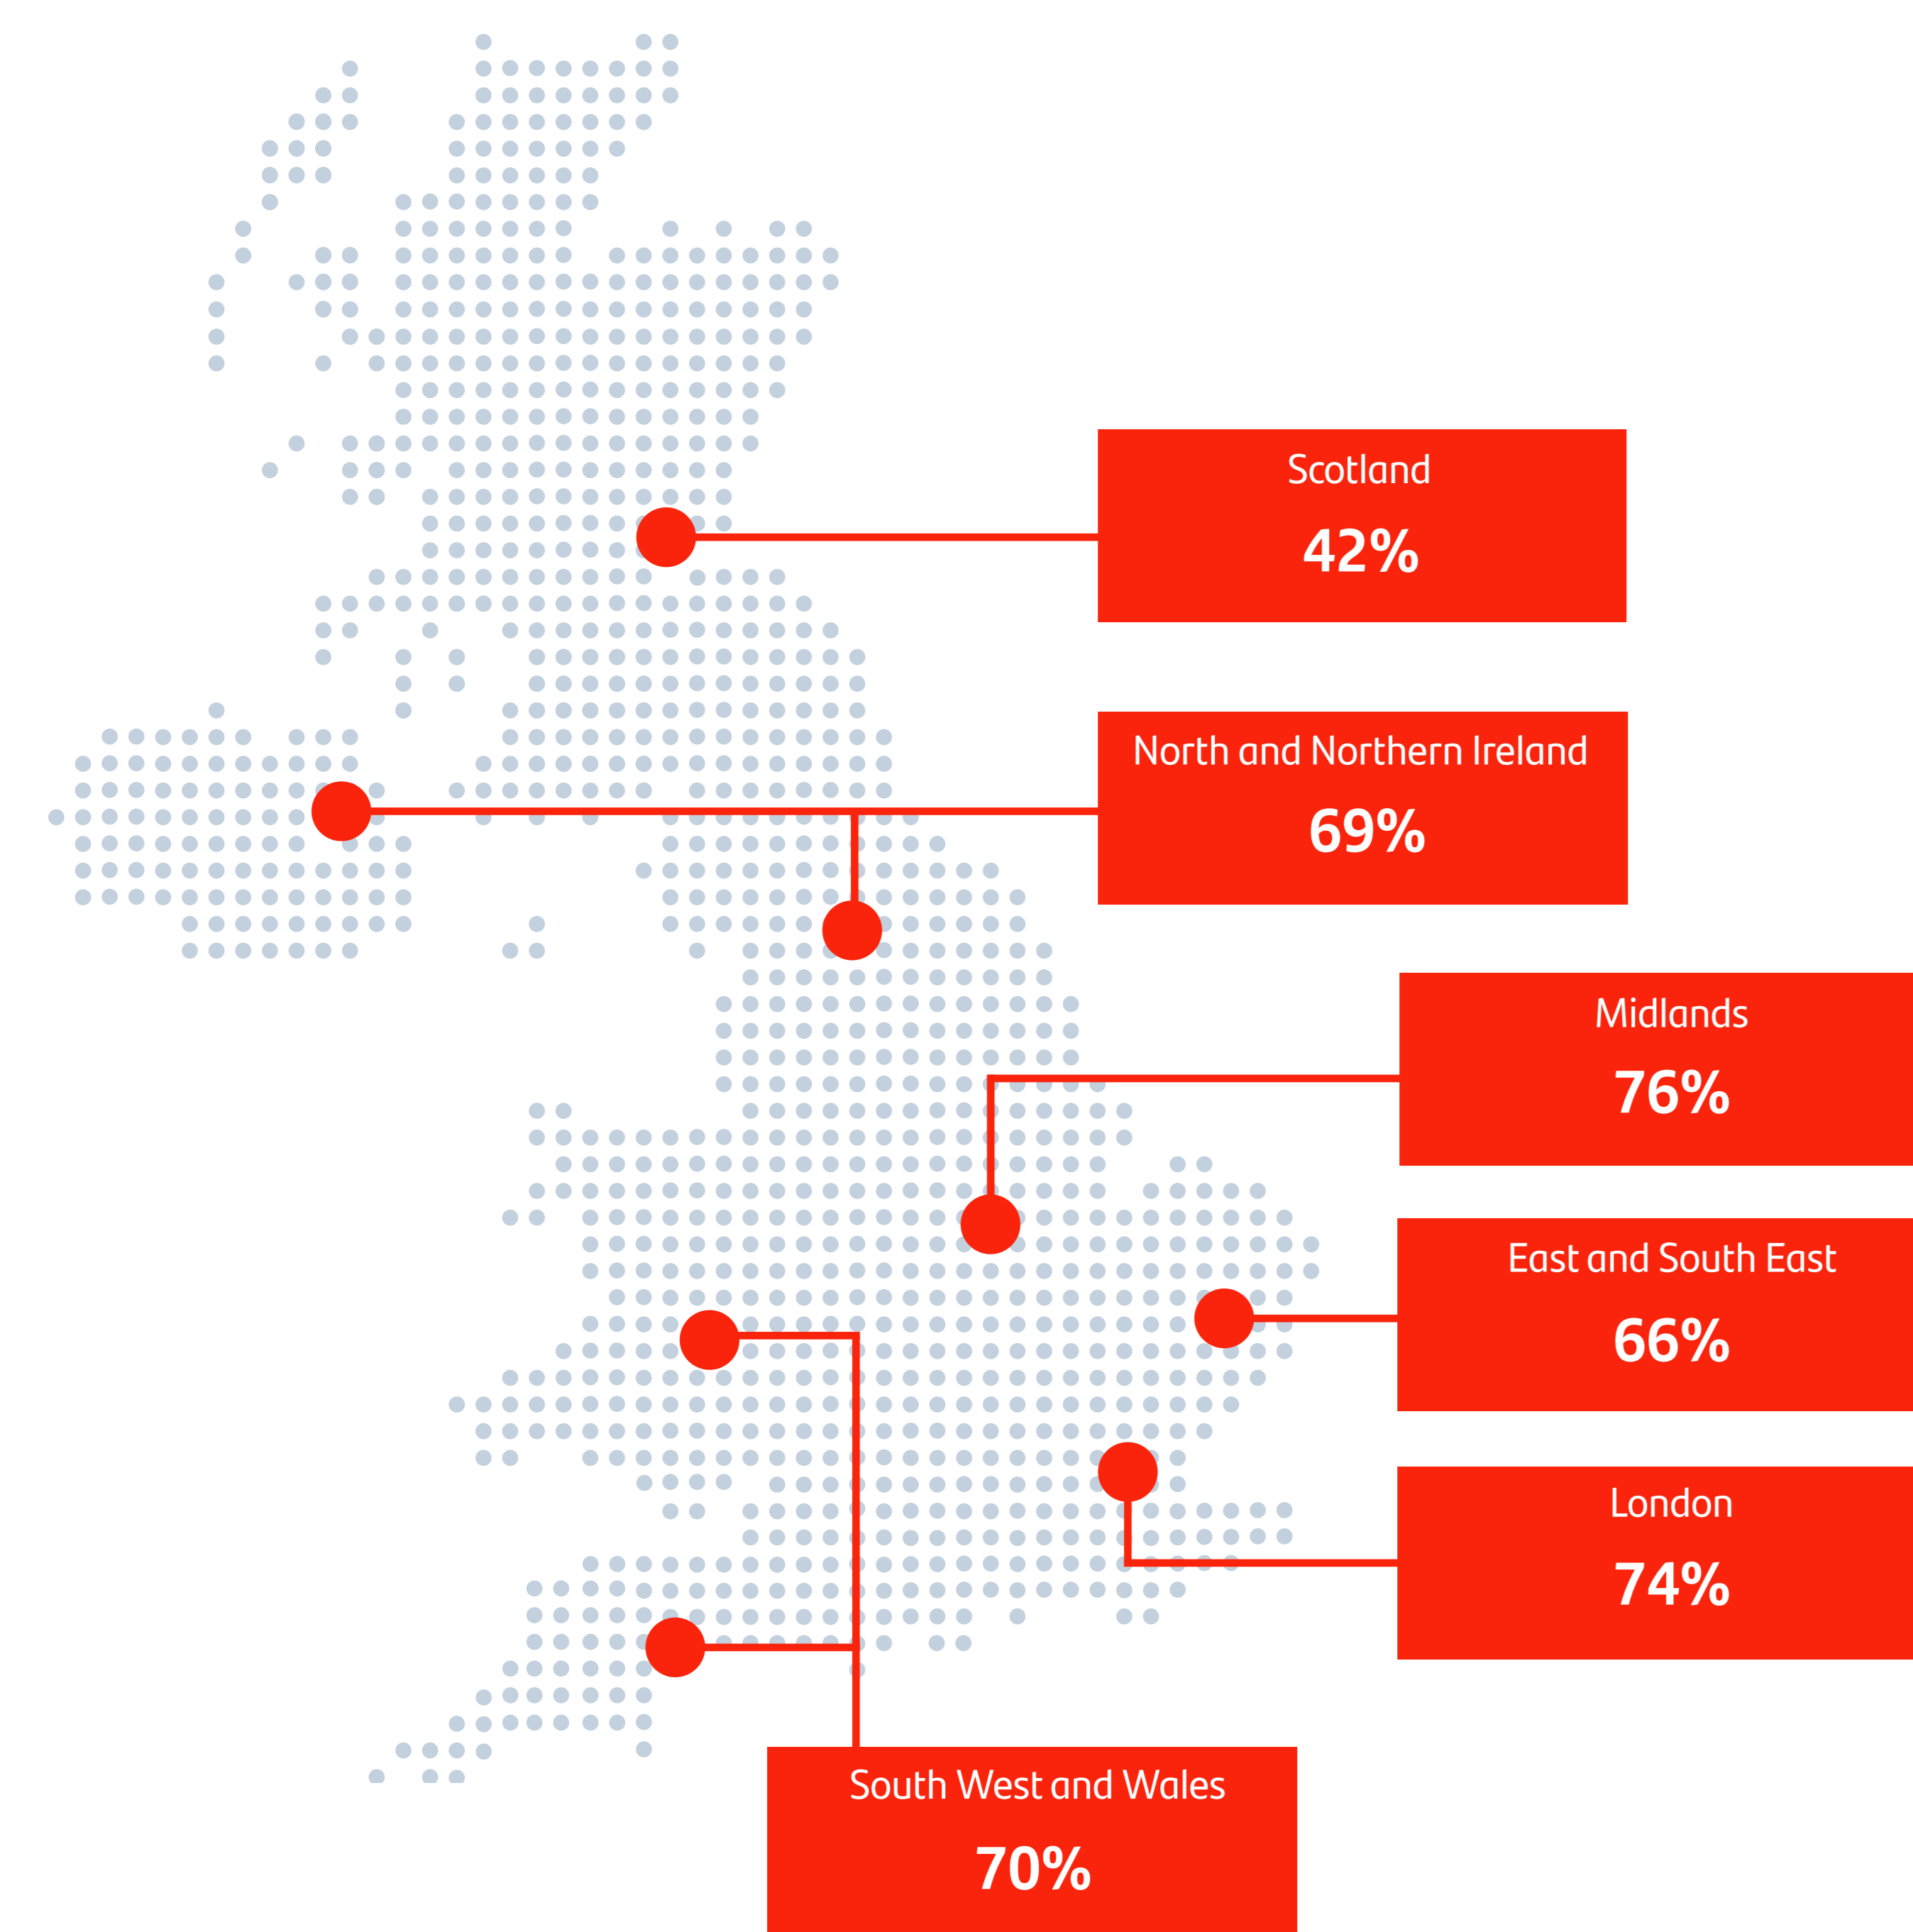 Scotland
42%
North and Northern Ireland
69%
Midlands
76%
East and South East
66%
London
74%
South West and Wales
70%